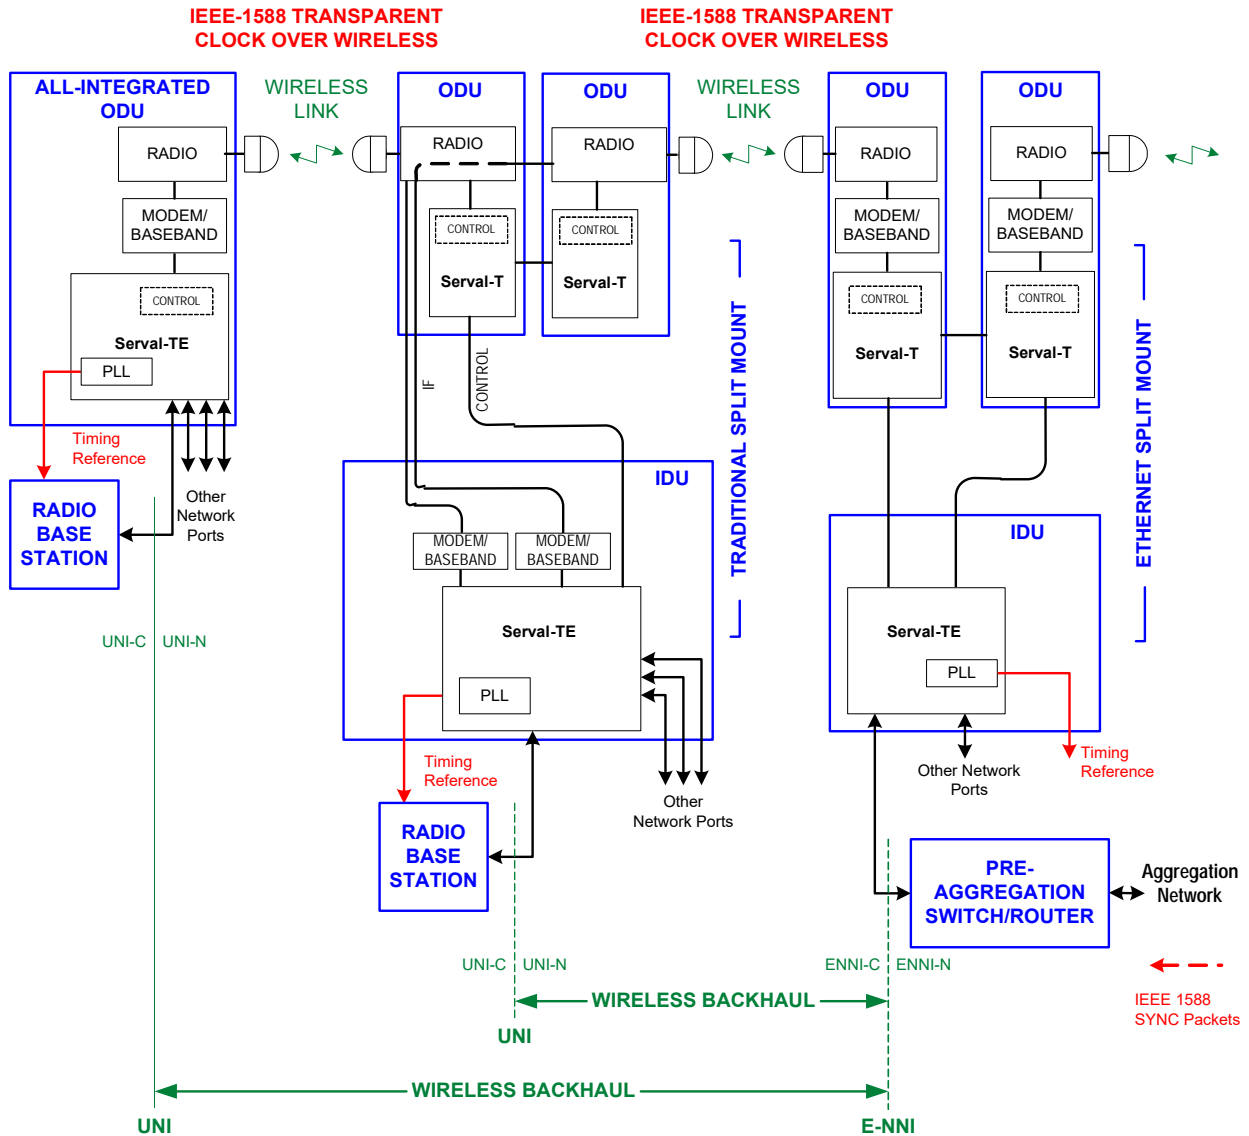 IEEE-1588 TRANSPARENT
CLOCK OVER WIRELESS
IEEE-1588 TRANSPARENT
CLOCK OVER WIRELESS
ALL-INTEGRATED
ODU
WIRELESS
LINK
ODU
ODU
WIRELESS
LINK
ODU
ODU
RADIO
RADIO
RADIO
RADIO
RADIO
MODEM/
BASEBAND
MODEM/
BASEBAND
MODEM/
BASEBAND
CONTROL
CONTROL
Serval-T
Serval-T
CONTROL
Serval-TE
PLL
CONTROL
CONTROL
Serval-T
Serval-T
IF
CONTROL
TRADITIONAL SPLIT MOUNT
ETHERNET SPLIT MOUNT
Timing
Reference
RADIO
BASE
STATION
Other
Network
Ports
IDU
MODEM/
BASEBAND
MODEM/
BASEBAND
IDU
UNI-C
UNI-N
Serval-TE
PLL
Serval-TE
PLL
Timing
Reference
Other
Network Ports
Other Network
Ports
Timing
Reference
RADIO
BASE
STATION
PRE-
AGGREGATION
SWITCH/ROUTER
Aggregation
Network
UNI-C
UNI-N
ENNI-C
ENNI-N
WIRELESS BACKHAUL
IEEE 1588
SYNC Packets
UNI
WIRELESS BACKHAUL
UNI
E-NNI